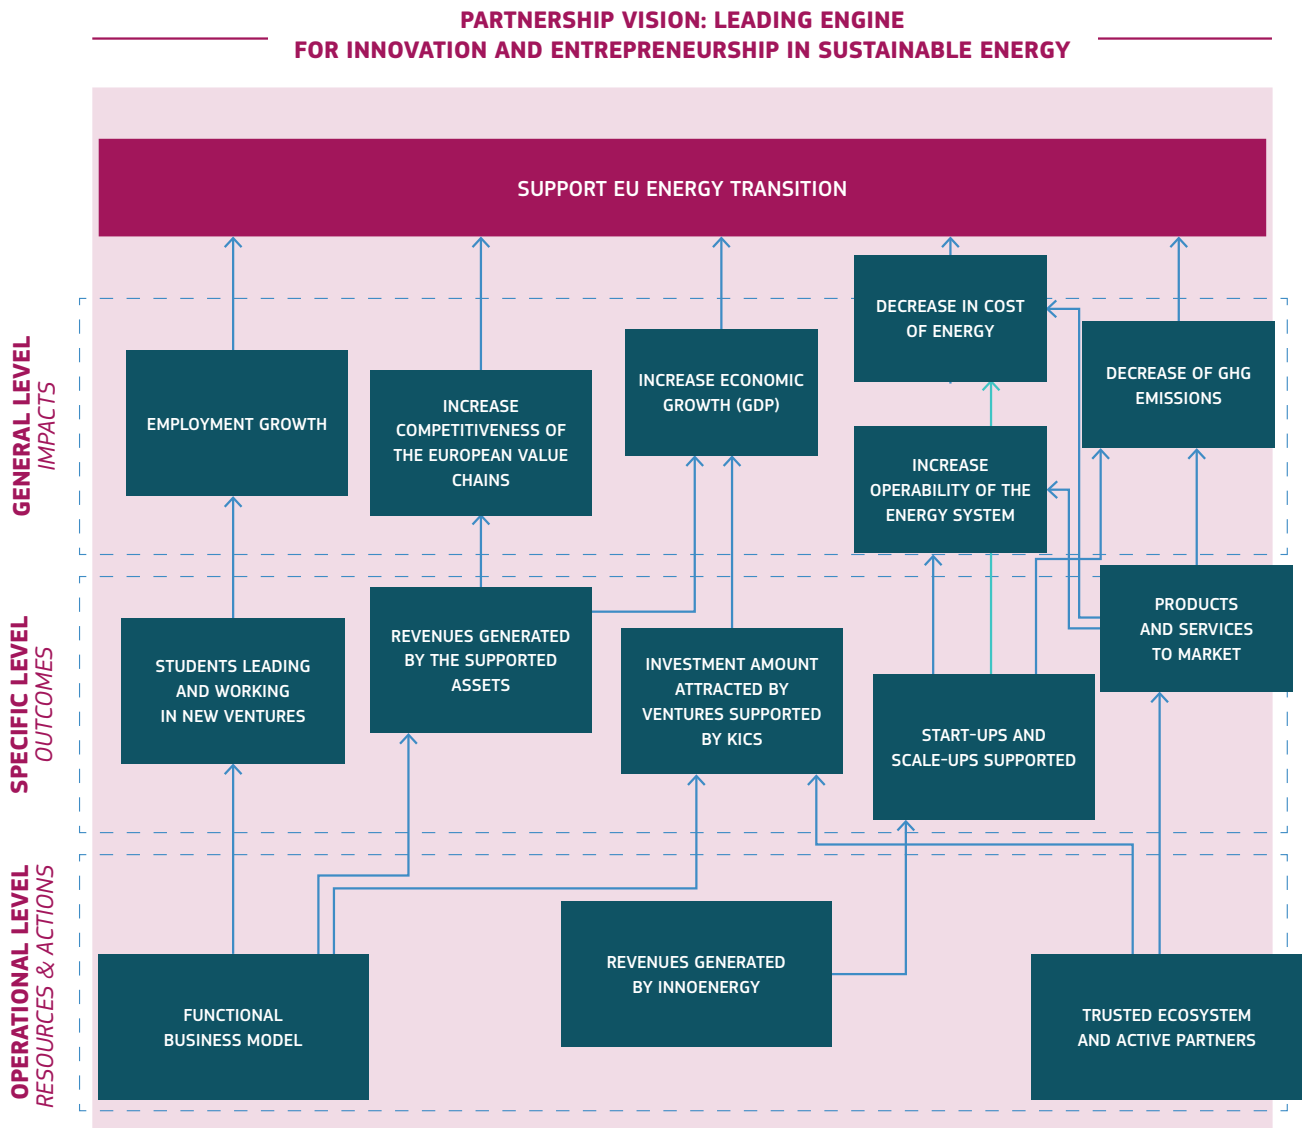 PARTNERSHIP VISION: LEADING ENGINE
FOR INNOVATION AND ENTREPRENEURSHIP IN SUSTAINABLE ENERGY
SUPPORT EU ENERGY TRANSITION
GENERAL LEVEL
IMPACTS
EMPLOYMENT GROWTH
INCREASE
COMPETITIVENESS OF
THE EUROPEAN VALUE
CHAINS
INCREASE ECONOMIC
GROWTH (GDP)
DECREASE IN COST
OF ENERGY
INCREASE
OPERABILITY OF THE
ENERGY SYSTEM
DECREASE OF GHG
EMISSIONS
SPECIFIC LEVEL
OUTCOMES
STUDENTS LEADING
AND WORKING
IN NEW VENTURES
REVENUES GENERATED
BY THE SUPPORTED
ASSETS
INVESTMENT AMOUNT
ATTRACTED BY
VENTURES SUPPORTED
BY KICS
START-UPS AND
SCALE-UPS SUPPORTED
PRODUCTS
AND SERVICES
TO MARKET
OPERATIONAL LEVEL
RESOURCES & ACTIONS
FUNCTIONAL
BUSINESS MODEL
REVENUES GENERATED
BY INNOENERGY
TRUSTED ECOSYSTEM
AND ACTIVE PARTNERS